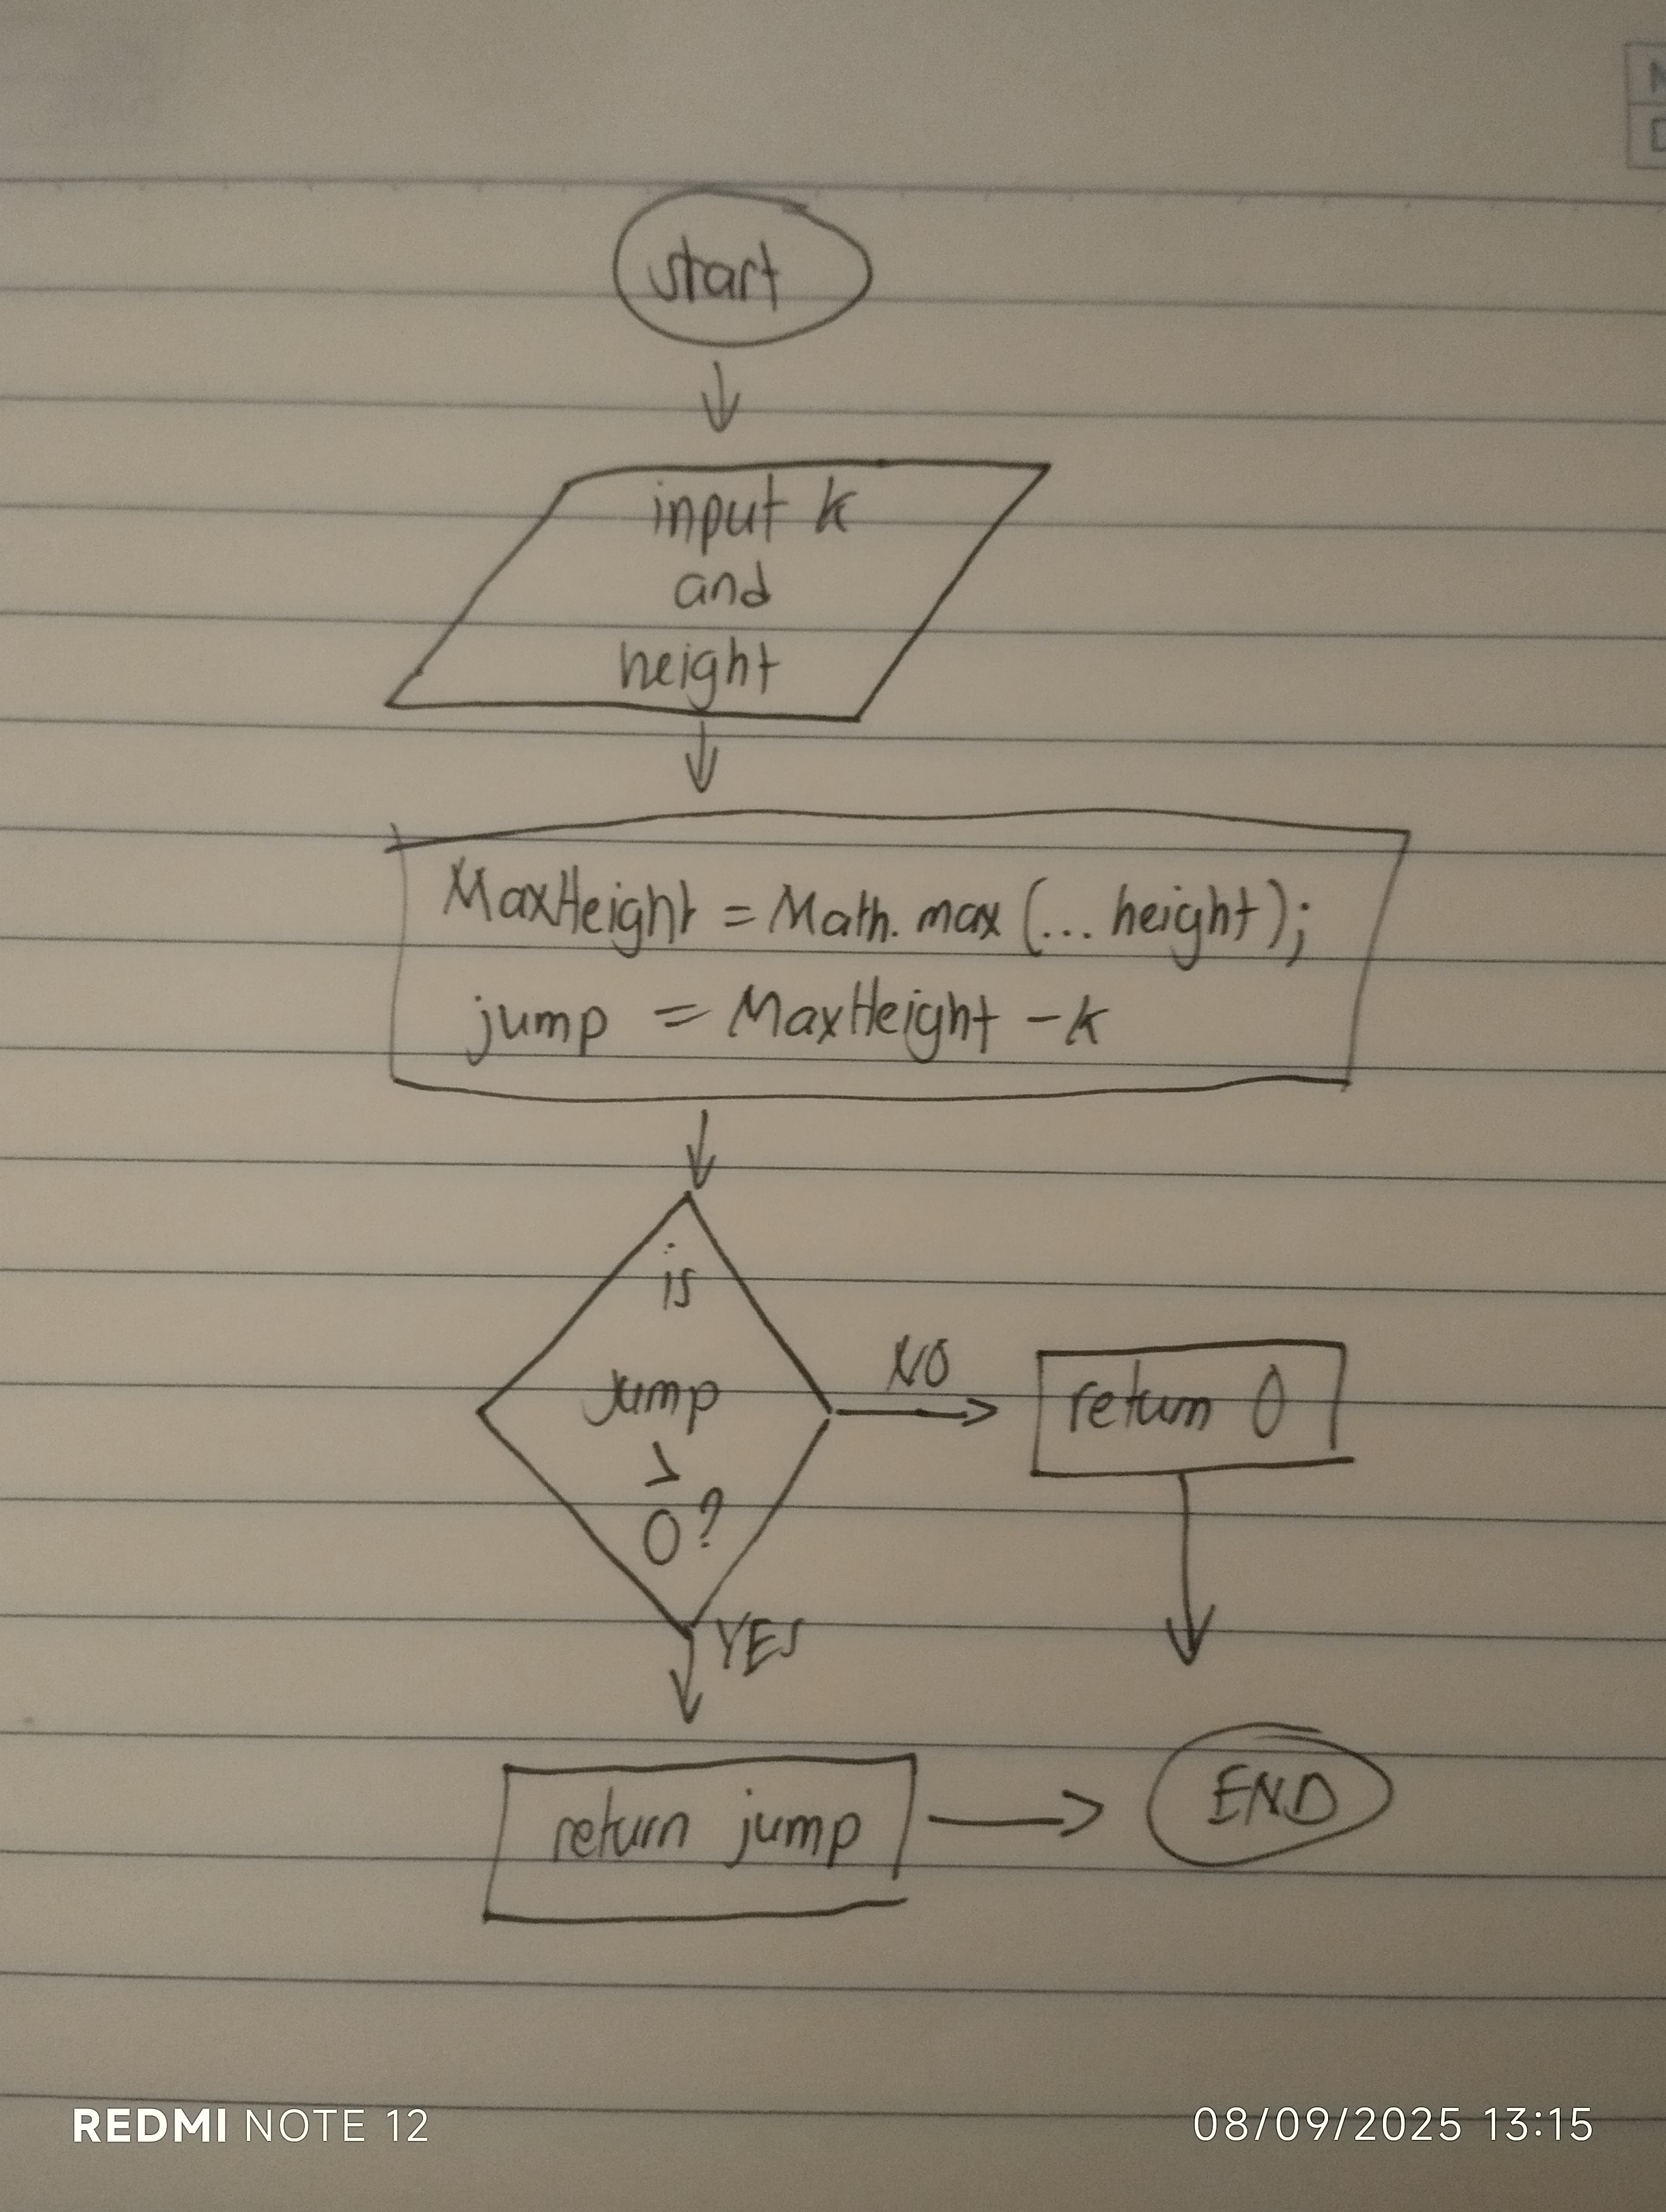 start
input k
and
height
MaxHeight = Math.max (... height);
jump = MaxHeight - k
is
jump
>
0?
NO
return 0
YES
return jump
END
REDMI NOTE 12
08/09/2025 13:15